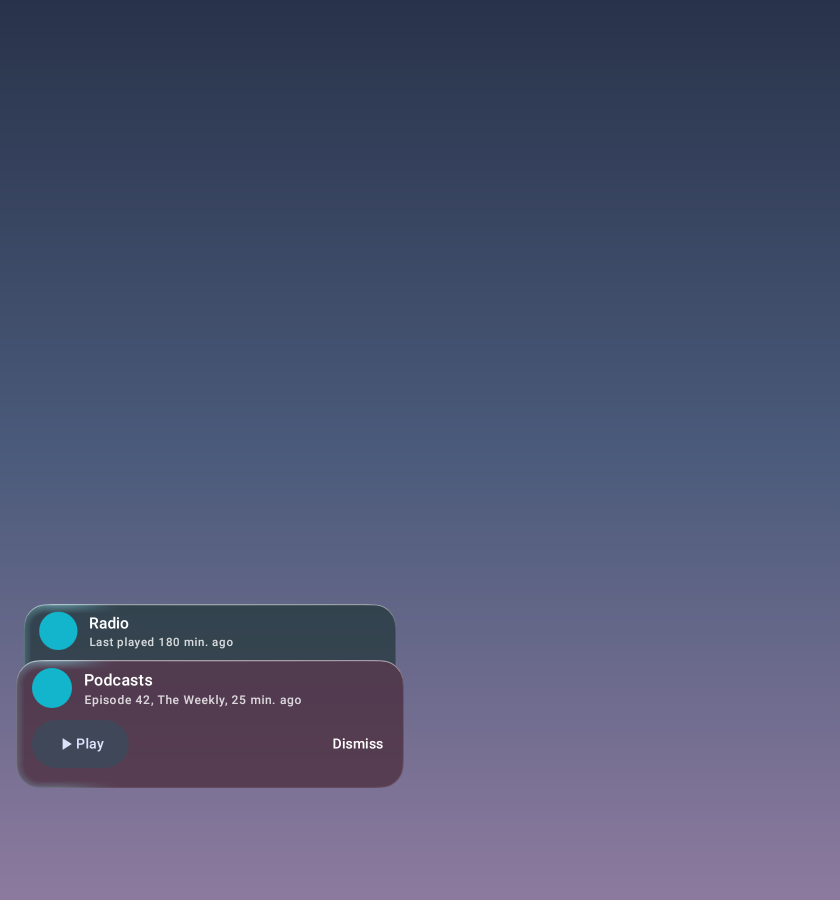 Radio
Last played 180 min. ago
Podcasts
Episode 42, The Weekly, 25 min. ago
Play
Dismiss